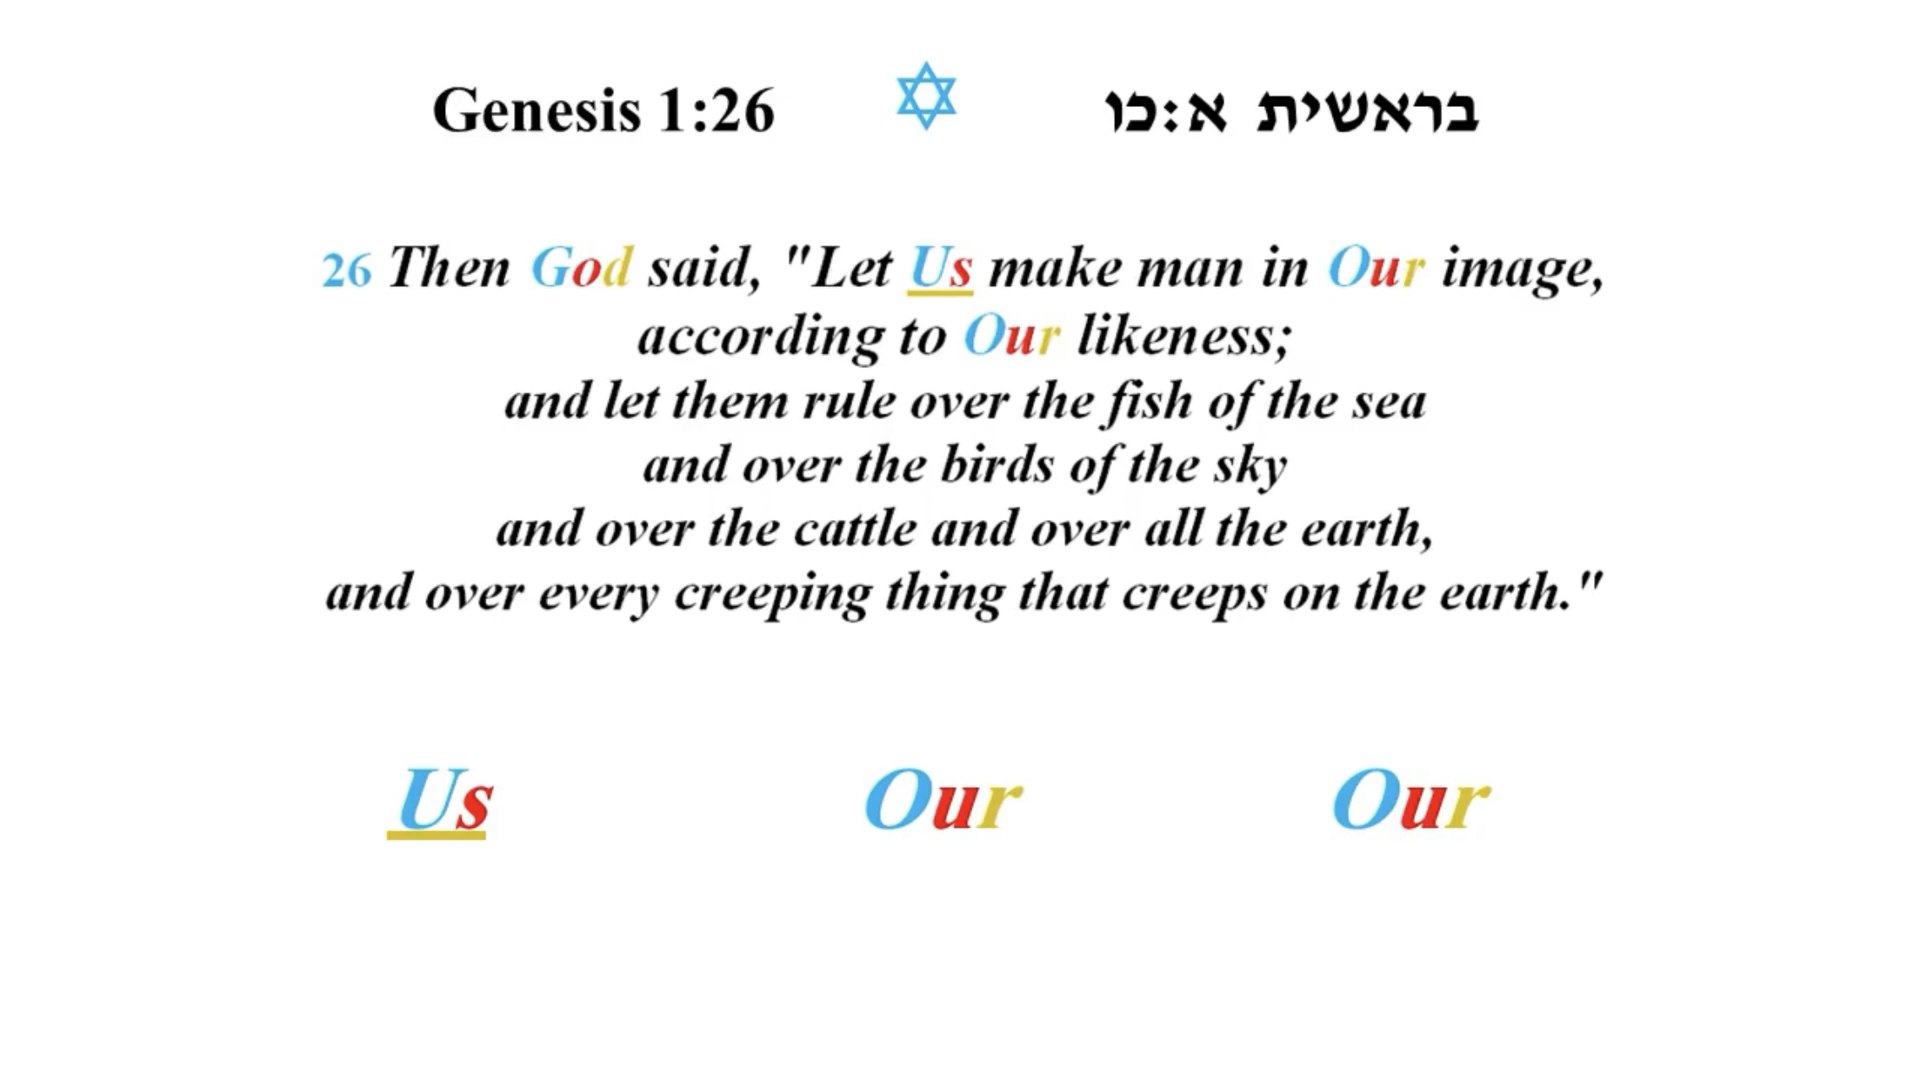 Genesis 1:26 בראשית א:כו
26 Then God said, "Let Us make man in Our image,
according to Our likeness;
and let them rule over the fish of the sea
and over the birds of the sky
and over the cattle and over all the earth,
and over every creeping thing that creeps on the earth."
Us Our Our